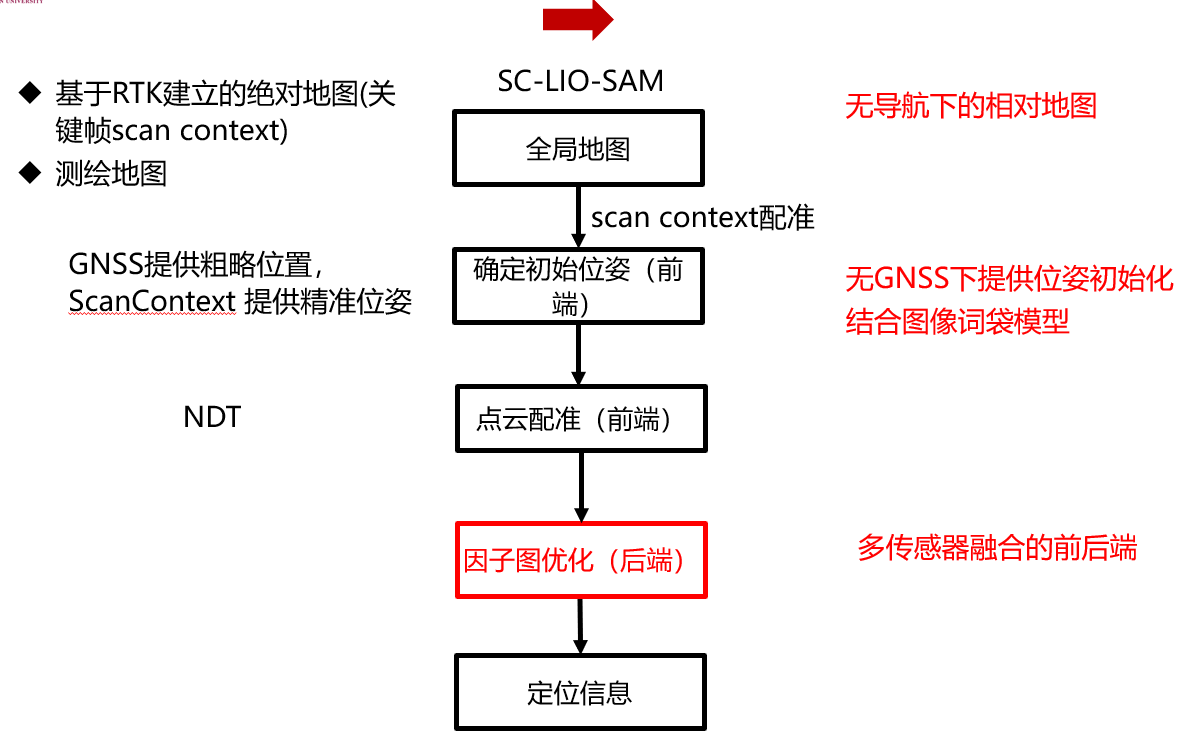 N UNIVERSITY
SC-LIO-SAM
◆ 基于RTK建立的绝对地图(关
键帧scan context)
◆ 测绘地图
全局地图
无导航下的相对地图
scan context配准
GNSS提供粗略位置，
ScanContext 提供精准位姿
确定初始位姿（前
端）
无GNSS下提供位姿初始化
结合图像词袋模型
NDT
点云配准（前端）
因子图优化（后端）
多传感器融合的前后端
定位信息